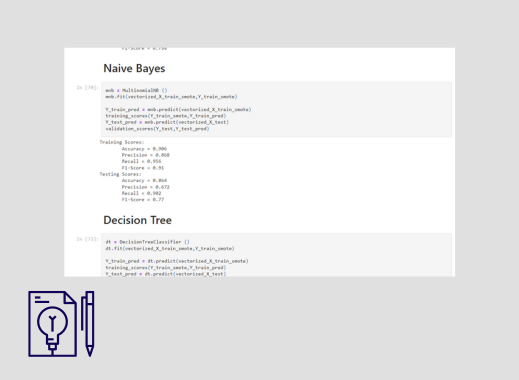 F1-Score = 0.738
Naive Bayes
In [70]:
mnb = MultinomialNB ()
mnb.fit(vectorized_X_train_smote,Y_train_smote)
Y_train_pred = mnb.predict(vectorized_X_train_smote)
training_scores(Y_train_smote,Y_train_pred)
Y_test_pred = mnb.predict(vectorized_X_test)
validation_scores(Y_test,Y_test_pred)
Training Scores:
Accuracy = 0.906
Precision = 0.868
Recall = 0.956
F1-Score = 0.91
Testing Scores:
Accuracy = 0.864
Precision = 0.672
Recall = 0.902
F1-Score = 0.77
Decision Tree
In [71]:
dt = DecisionTreeClassifier ()
dt.fit(vectorized_X_train_smote,Y_train_smote)
Y_train_pred = dt.predict(vectorized_X_train_smote)
training_scores(Y_train_smote,Y_train_pred)
Y_test_pred = dt.predict(vectorized_X_test)